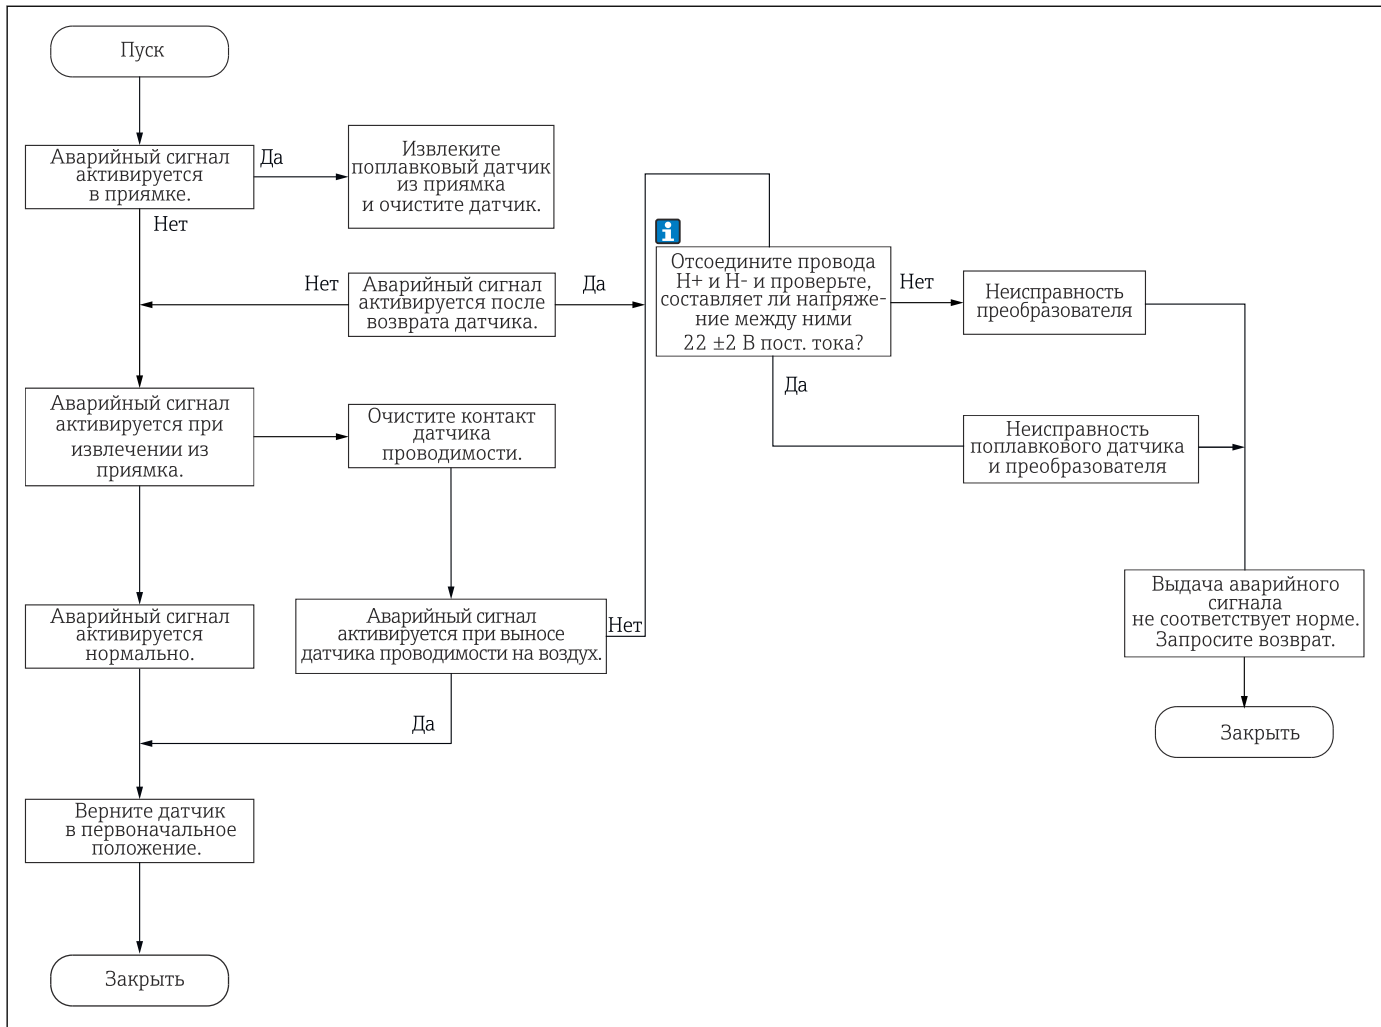 Пуск
Аварийный сигнал
активируется
в приямке.
Да
Извлеките
поплавковый датчик
из приямка
и очистите датчик.
Нет
Нет
Аварийный сигнал
активируется после
возврата датчика.
Да
Отсоедините провода
H+ и H- и проверьте,
составляет ли напряже-
ние между ними
22 ±2 В пост. тока?
Нет
Неисправность
преобразователя
Да
Аварийный сигнал
активируется при
извлечении из
приямка.
Очистите контакт
датчика
проводимости.
Неисправность
поплавкового датчика
и преобразователя
Аварийный сигнал
активируется
нормально.
Аварийный сигнал
активируется при выносе
датчика проводимости на воздух.
Нет
Выдача аварийного
сигнала
не соответствует норме.
Запросите возврат.
Да
Закрыть
Верните датчик
в первоначальное
положение.
Закрыть